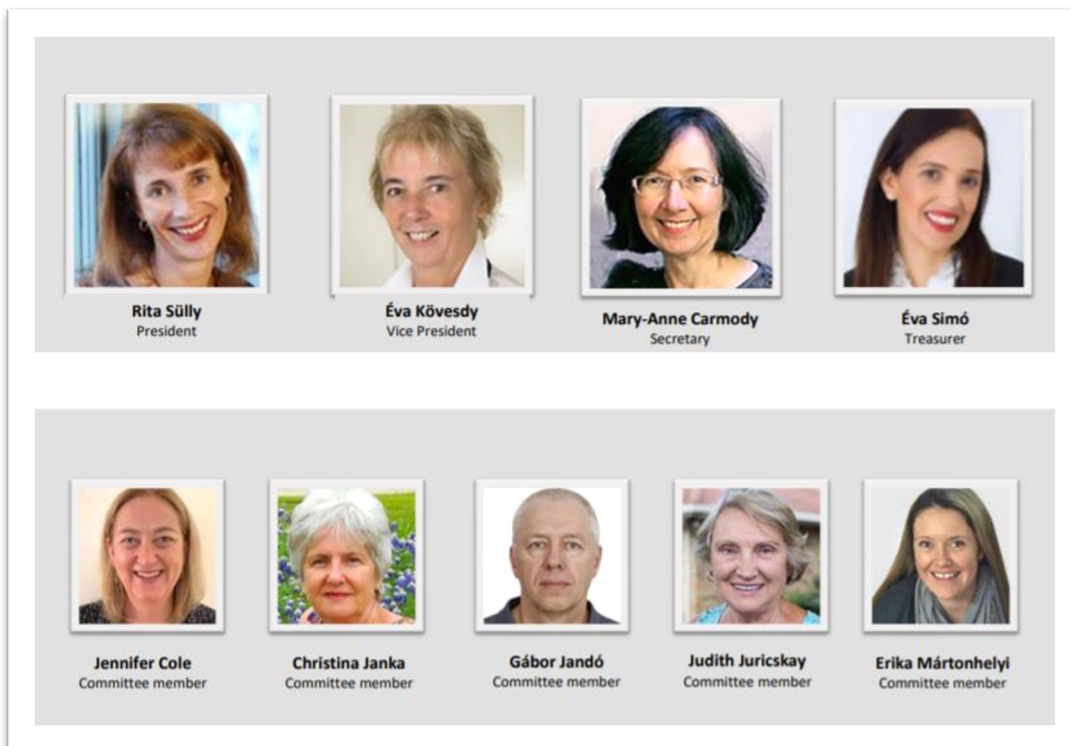 Rita Sülly
President
Éva Kövesdy
Vice President
Mary-Anne Carmody
Secretary
Éva Simó
Treasurer
Jennifer Cole
Committee member
Christina Janka
Committee member
Gábor Jandó
Committee member
Judith Juricskay
Committee member
Erika Mártonhelyi
Committee member